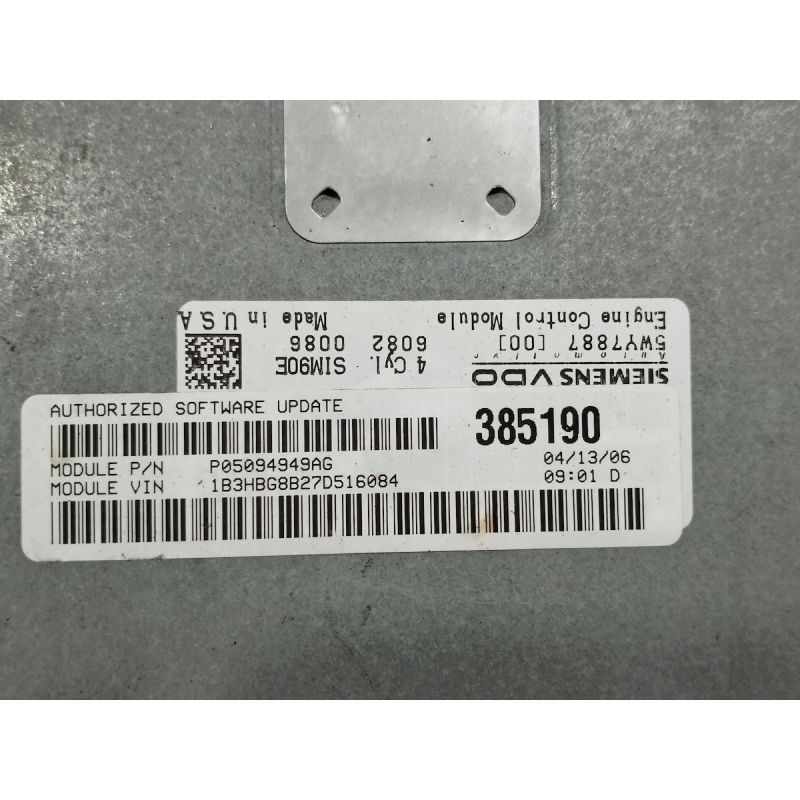 AUTHORIZED SOFTWARE UPDATE
385190
MODULE P/N P05094949AG 04/13/06
MODULE VIN 1B3HBG8B27D516084 09:01 D
SIEMENS VDO
Automotive
5WY7887 [00]
Engine Control Module
4 Cyl. SIM90E
6082 0086
Made in U.S.A